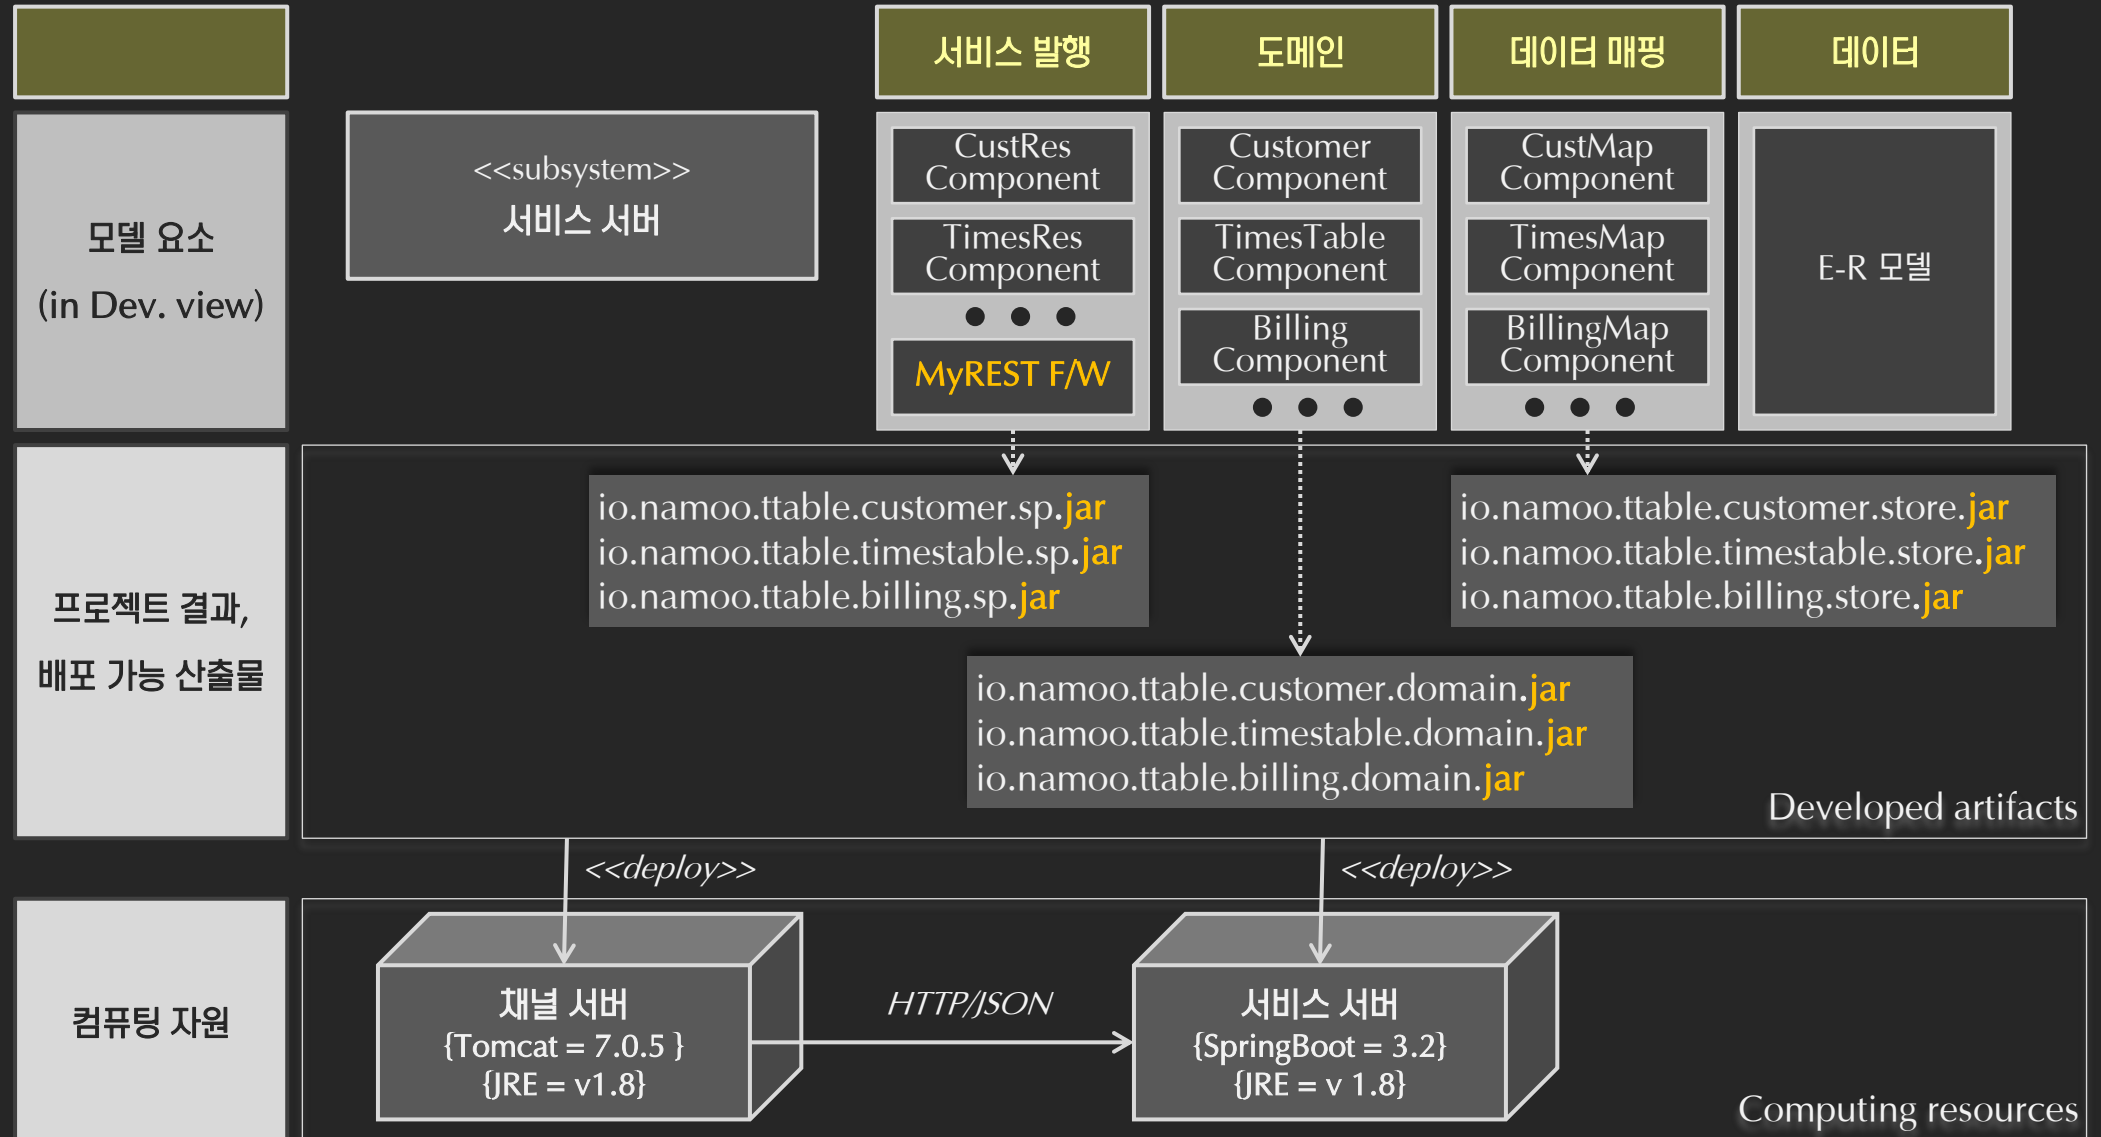 서비스 발행
도메인
데이터 매핑
데이터
모델 요소
(in Dev. view)
<<subsystem>>
서비스 서버
CustRes
Component
TimesRes
Component
● ● ●
MyREST F/W
Customer
Component
TimesTable
Component
Billing
Component
● ● ●
CustMap
Component
TimesMap
Component
BillingMap
Component
● ● ●
E-R 모델
프로젝트 결과,
배포 가능 산출물
io.namoo.ttable.customer.sp.jar
io.namoo.ttable.timestable.sp.jar
io.namoo.ttable.billing.sp.jar
io.namoo.ttable.customer.store.jar
io.namoo.ttable.timestable.store.jar
io.namoo.ttable.billing.store.jar
io.namoo.ttable.customer.domain.jar
io.namoo.ttable.timestable.domain.jar
io.namoo.ttable.billing.domain.jar
Developed artifacts
<<deploy>>
<<deploy>>
컴퓨팅 자원
채널 서버
{Tomcat = 7.0.5 }
{JRE = v1.8}
HTTP/JSON
서비스 서버
{SpringBoot = 3.2}
{JRE = v 1.8}
Computing resources